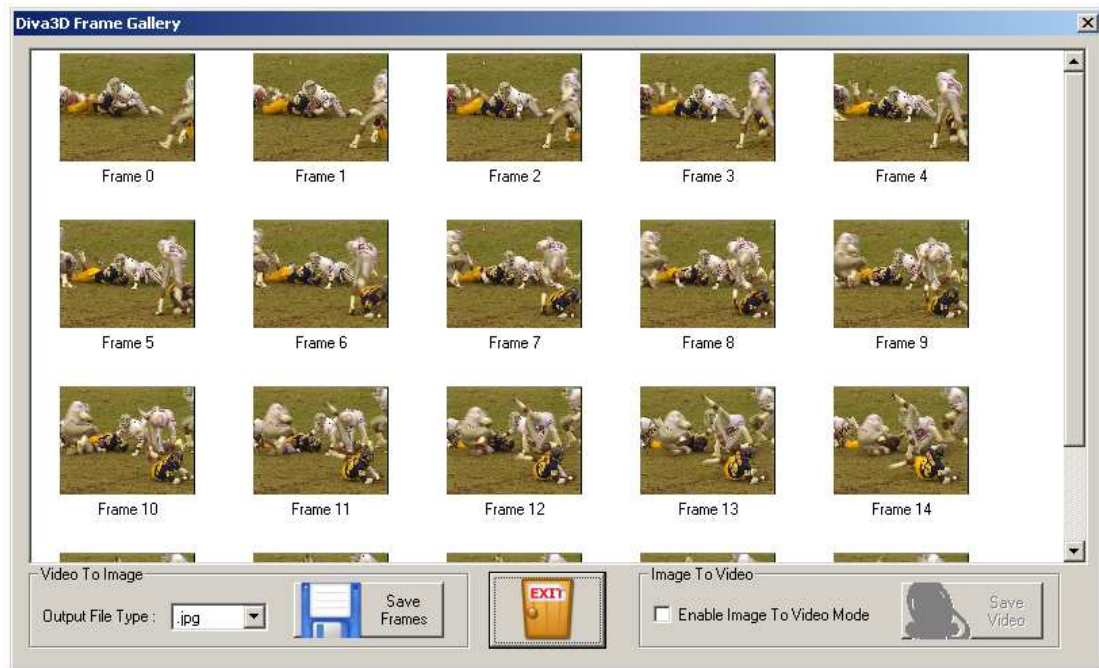 Diva3D Frame Gallery
Frame 0
Frame 1
Frame 2
Frame 3
Frame 4
Frame 5
Frame 6
Frame 7
Frame 8
Frame 9
Frame 10
Frame 11
Frame 12
Frame 13
Frame 14
Video To Image
Output File Type :
.jpg
Save
Frames
EXIT
Image To Video
Enable Image To Video Mode
Save
Video